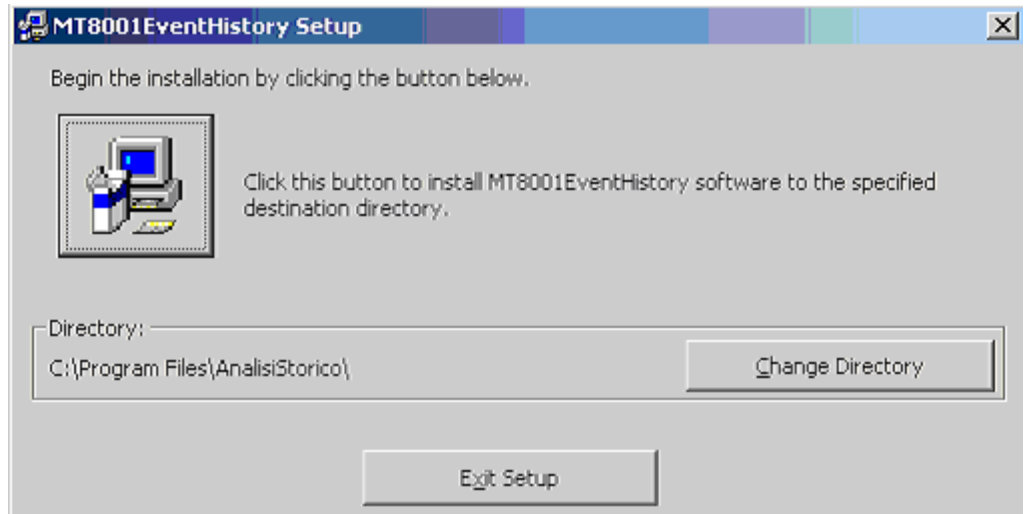 MT8001EventHistory Setup
Begin the installation by clicking the button below.
Click this button to install MT8001EventHistory software to the specified
destination directory.
Directory:
C:\Program Files\AnalisiStorico\
Change Directory
Exit Setup